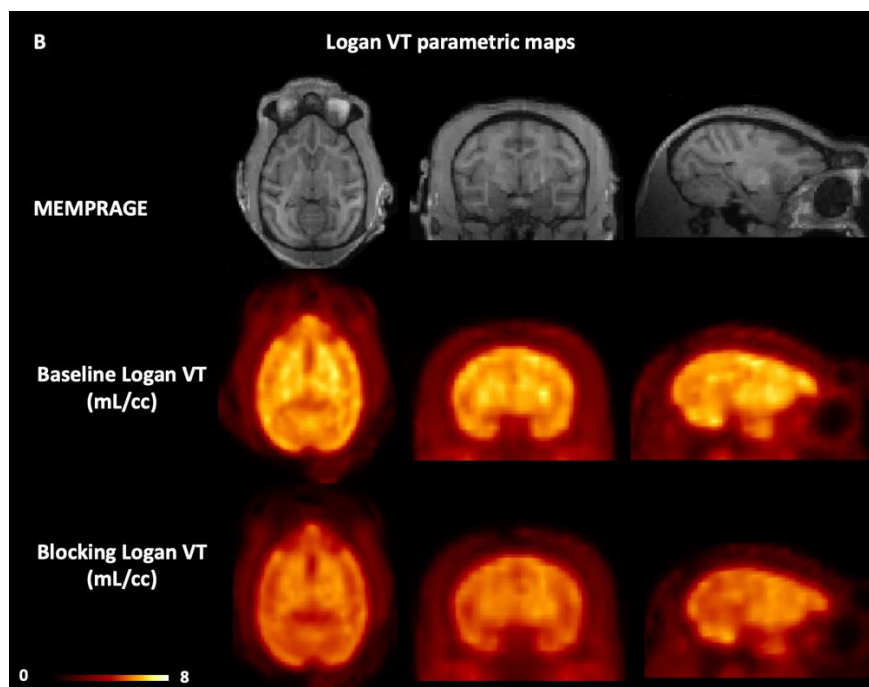 B
Logan VT parametric maps
MEMPRAGE
Baseline Logan VT
(mL/cc)
Blocking Logan VT
(mL/cc)
0
8